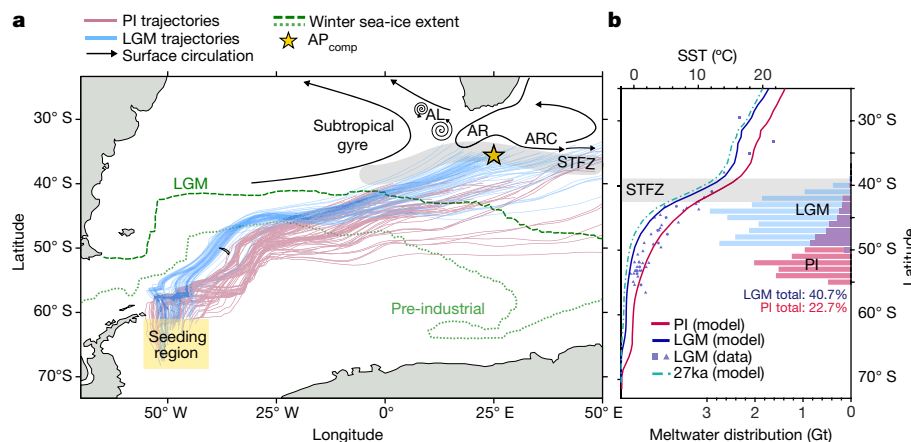 a
PI trajectories
LGM trajectories
Surface circulation
Winter sea-ice extent
APcomp
30° S
40° S
50° S
60° S
70° S
Latitude
Subtropical
gyre
AL
AR
ARC
STFZ
LGM
Pre-industrial
Seeding
region
50° W
25° W
0°
25° E
50° E
Longitude
b
SST (°C)
0
10
20
30° S
40° S
50° S
60° S
70° S
Latitude
STFZ
LGM
PI
LGM total: 40.7%
PI total: 22.7%
PI (model)
LGM (model)
LGM (data)
27ka (model)
3
2
1
0
Meltwater distribution (Gt)